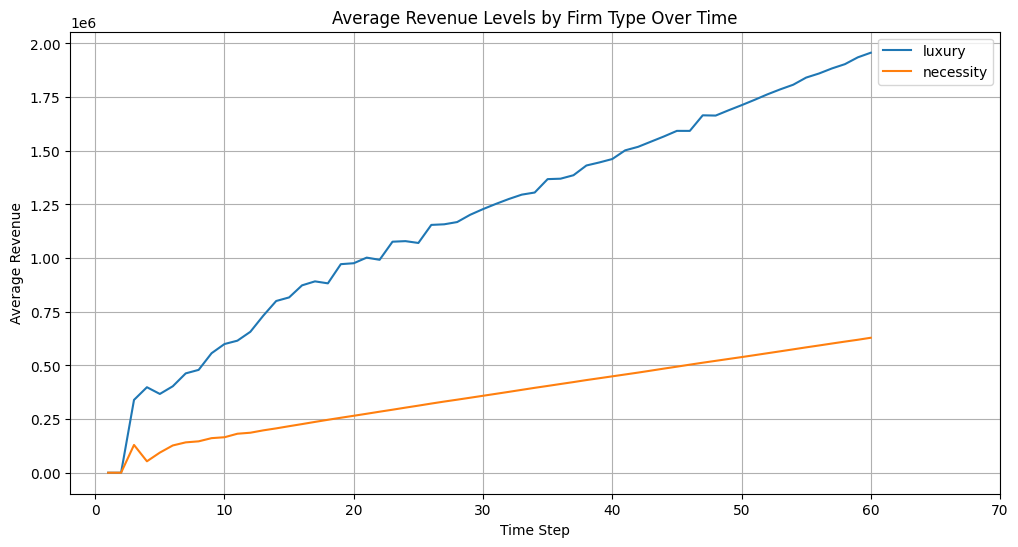 Average Revenue Levels by Firm Type Over Time
1e6
2.00
1.75
1.50
1.25
1.00
0.75
0.50
0.25
0.00
Average Revenue
luxury
necessity
0 10 20 30 40 50 60 70
Time Step